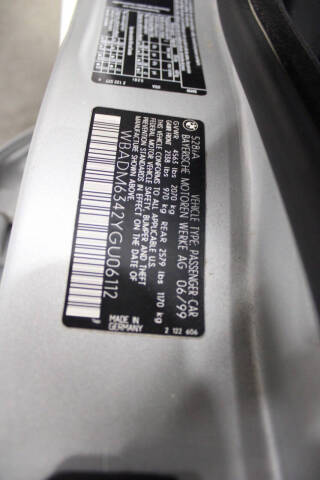 528iA VEHICLE TYPE: PASSENGER CAR
BAYERISCHE MOTOREN WERKE AG 06/99
GVWR 4565 lbs 2070 kg
GAWR FRONT 2138 lbs 970 kg REAR 2579 lbs 1170 kg
THIS VEHICLE CONFORMS TO ALL APPLICABLE U.S.
FEDERAL MOTOR VEHICLE SAFETY, BUMPER AND THEFT
PREVENTION STANDARDS IN EFFECT ON THE DATE OF
MANUFACTURE SHOWN ABOVE.
WBADM6342YGU06112
MADE IN
GERMANY
2 122 606